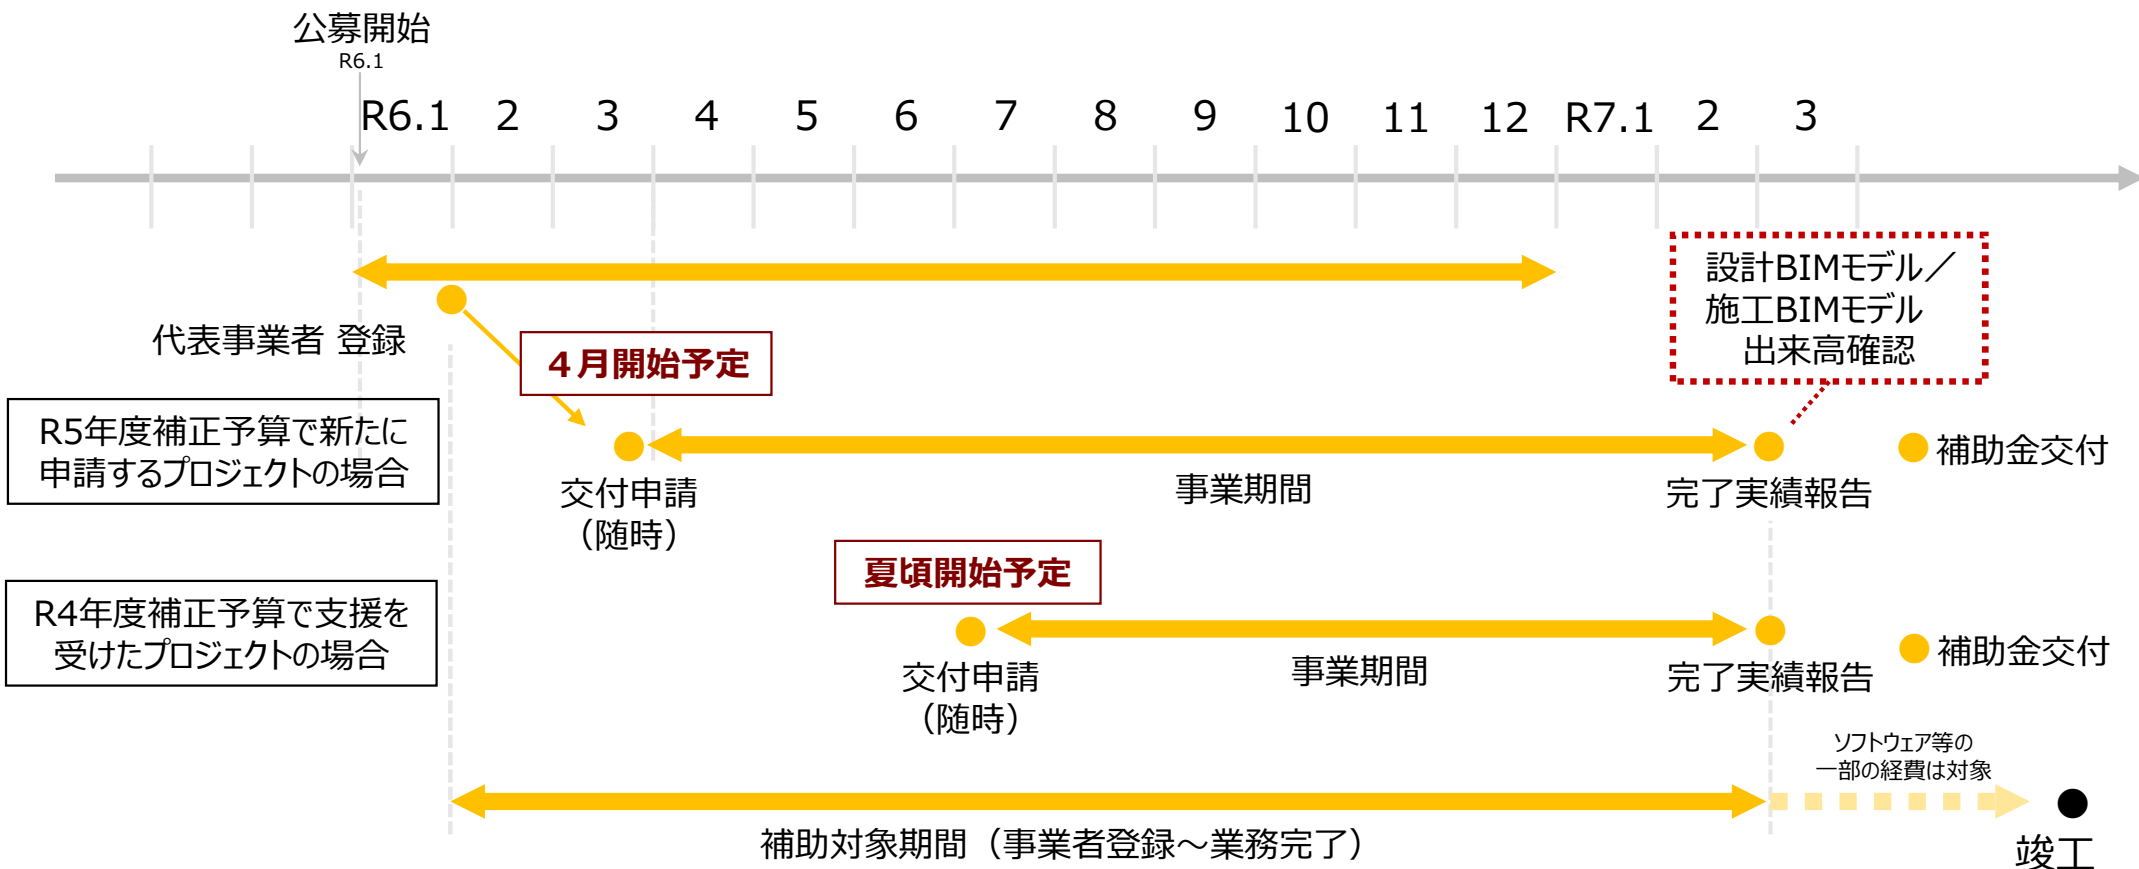 公募開始
R6.1
R6.1 2 3 4 5 6 7 8 9 10 11 12 R7.1 2 3
設計BIMモデル／
施工BIMモデル
出来高確認
代表事業者 登録
４月開始予定
R5年度補正予算で新たに
申請するプロジェクトの場合
交付申請
（随時）
事業期間
完了実績報告
補助金交付
夏頃開始予定
R4年度補正予算で支援を
受けたプロジェクトの場合
交付申請
（随時）
事業期間
完了実績報告
補助金交付
ソフトウェア等の
一部の経費は対象
補助対象期間（事業者登録～業務完了）
竣工